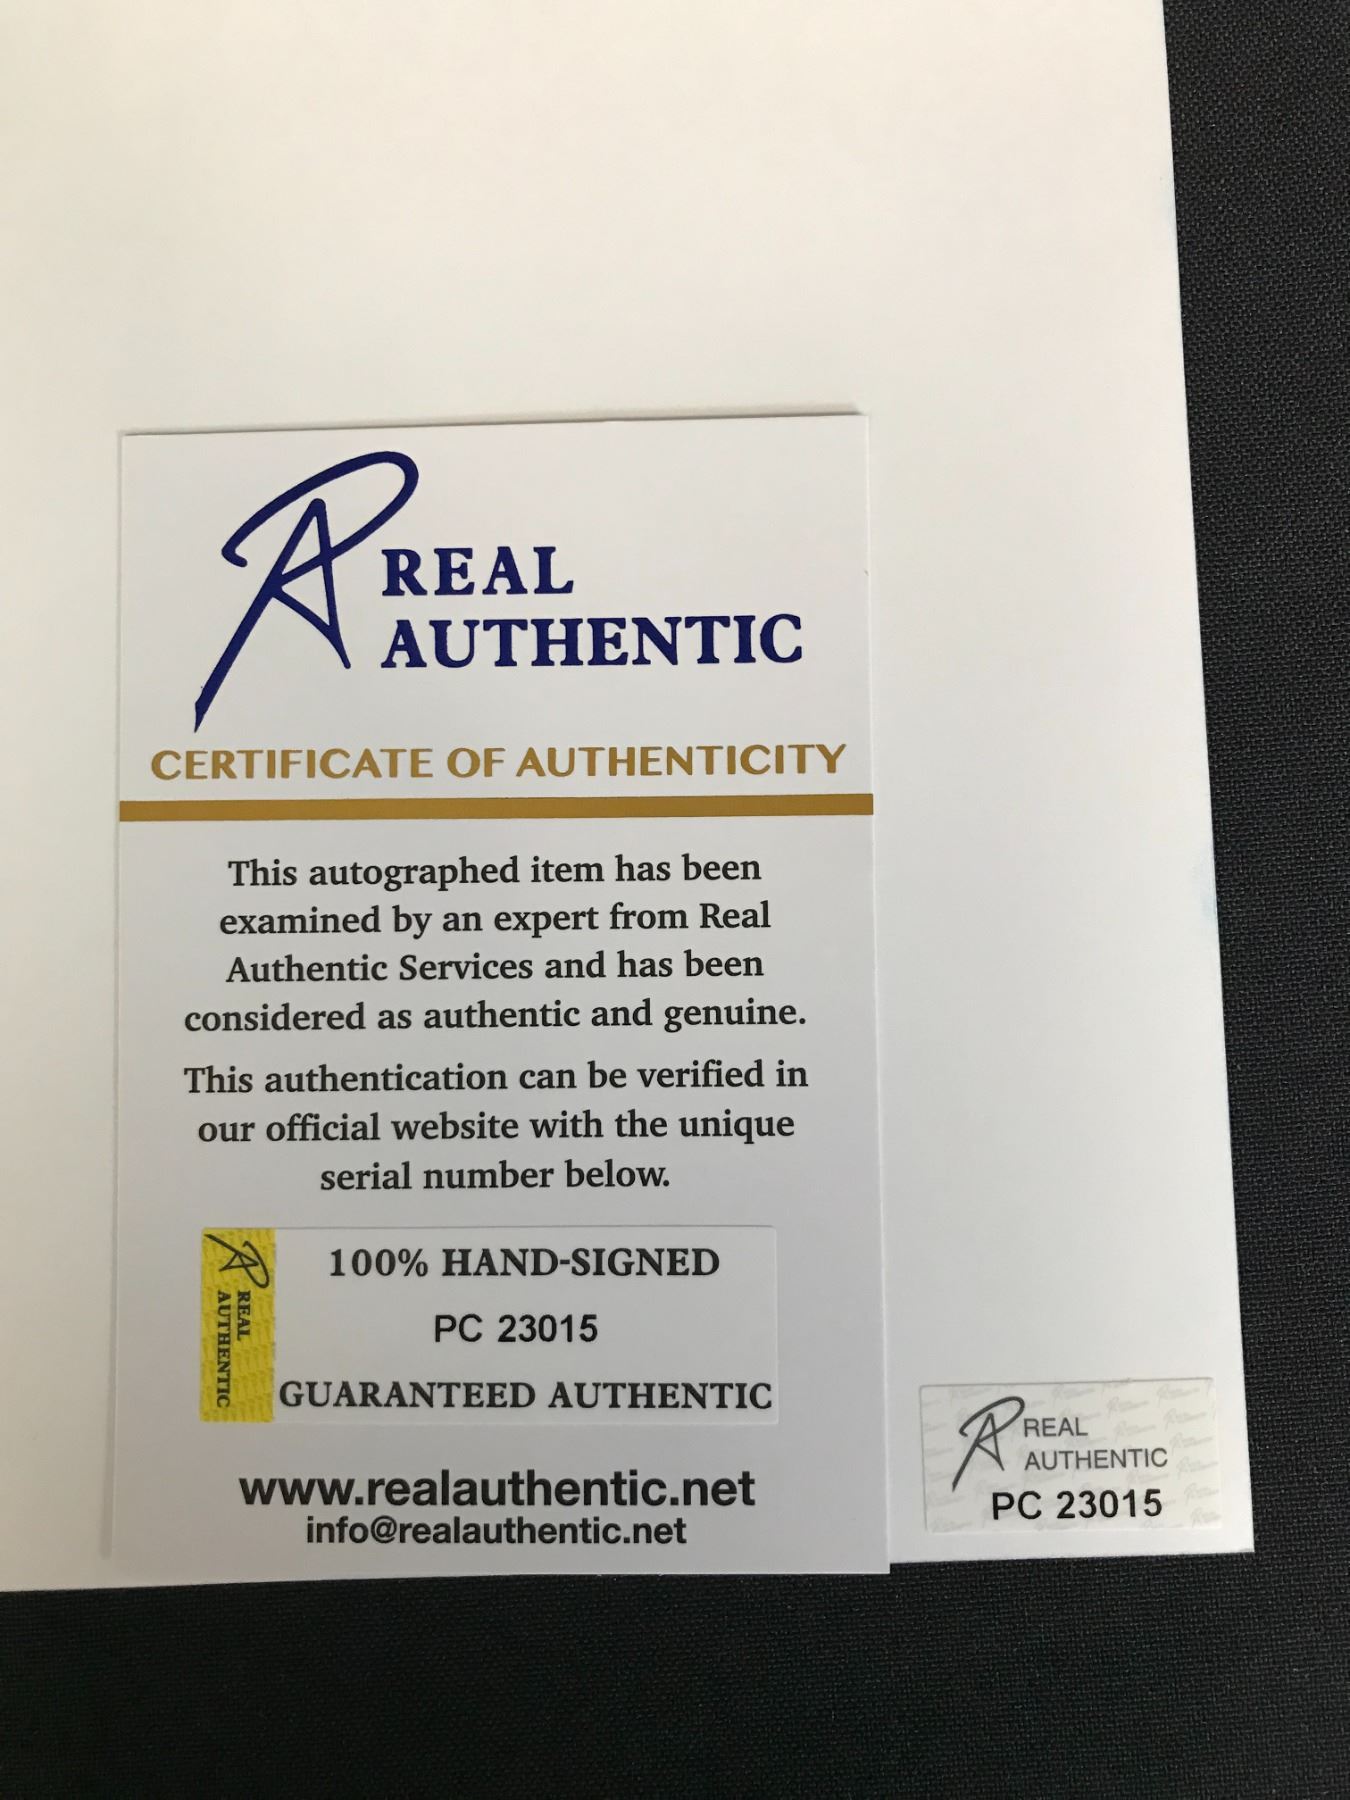 REAL
AUTHENTIC
CERTIFICATE OF AUTHENTICITY
This autographed item has been
examined by an expert from Real
Authentic Services and has been
considered as authentic and genuine.
This authentication can be verified in
our official website with the unique
serial number below.
REAL
AUTHENTIC
100% HAND-SIGNED
PC 23015
GUARANTEED AUTHENTIC
www.realauthentic.net
info@realauthentic.net
REAL
AUTHENTIC
PC 23015